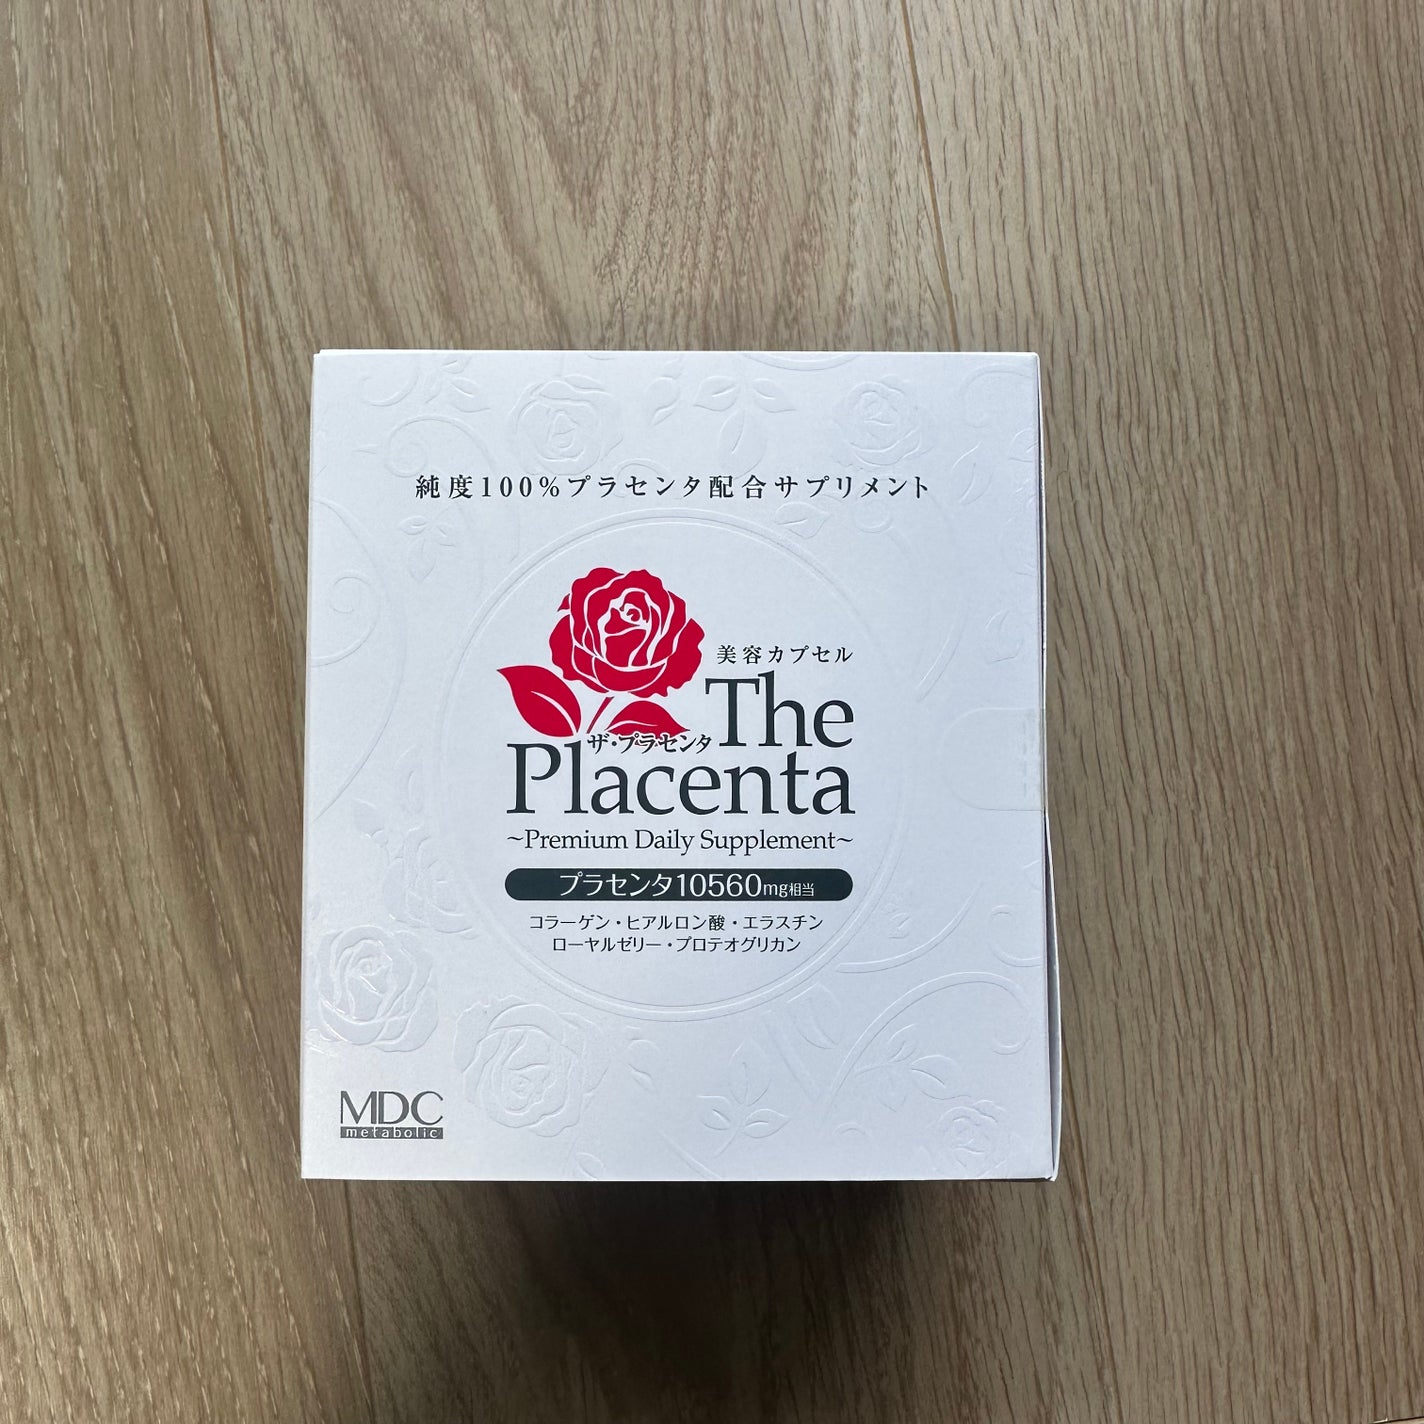 純度100%プラセンタ配合サプリメント
美容カプセル
The
ザ・プラセンタ
Placenta
~Premium Daily Supplement~
プラセンタ10560mg相当
コラーゲン・ヒアルロン酸・エラスチン
ローヤルゼリー・プロテオグリカン
MDC
metabolic